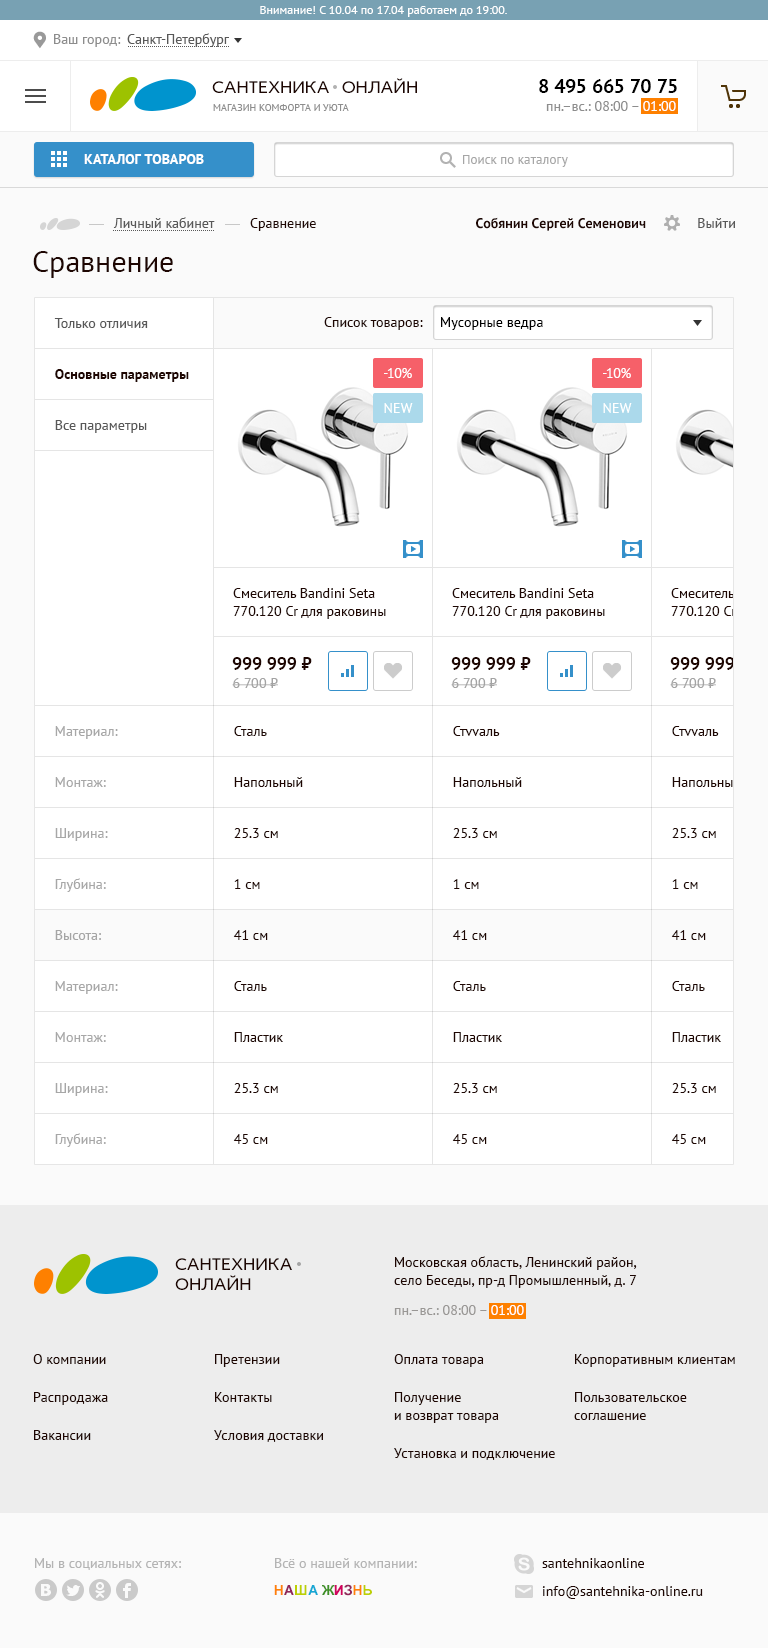 Внимание! С 10.04 по 17.04 работаем до 19:00.
Ваш город: Санкт-Петербург
САНТЕХНИКА • ОНЛАЙН
МАГАЗИН КОМФОРТА И УЮТА
8 495 665 70 75
пн.–вс.: 08:00 – 01:00
КАТАЛОГ ТОВАРОВ
Поиск по каталогу
Личный кабинет — Сравнение
Собянин Сергей Семенович
Выйти
Сравнение
Только отличия
Список товаров: Мусорные ведра
Основные параметры
Все параметры
-10% -10%
NEW NEW
Смеситель Bandini Seta
770.120 Cr для раковины
Смеситель Bandini Seta
770.120 Cr для раковины
Смеситель
770.120 Cr
999 999 ₽ 999 999 ₽ 999 999
6 700 ₽ 6 700 ₽ 6 700 ₽
Материал: Сталь Стvvаль Стvvаль
Монтаж: Напольный Напольный Напольны
Ширина: 25.3 см 25.3 см 25.3 см
Глубина: 1 см 1 см 1 см
Высота: 41 см 41 см 41 см
Материал: Сталь Сталь Сталь
Монтаж: Пластик Пластик Пластик
Ширина: 25.3 см 25.3 см 25.3 см
Глубина: 45 см 45 см 45 см
САНТЕХНИКА •
ОНЛАЙН
Московская область, Ленинский район,
село Беседы, пр-д Промышленный, д. 7
пн.–вс.: 08:00 – 01:00
О компании
Распродажа
Вакансии
Претензии
Контакты
Условия доставки
Оплата товара
Получение
и возврат товара
Установка и подключение
Корпоративным клиентам
Пользовательское
соглашение
Мы в социальных сетях:
Всё о нашей компании:
НАША ЖИЗНЬ
santehnikaonline
info@santehnika-online.ru